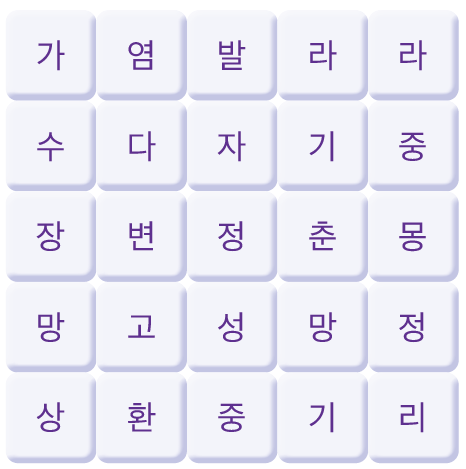 가 염 발 라 라
수 다 자 기 중
장 변 정 춘 몽
망 고 성 망 정
상 환 중 기 리